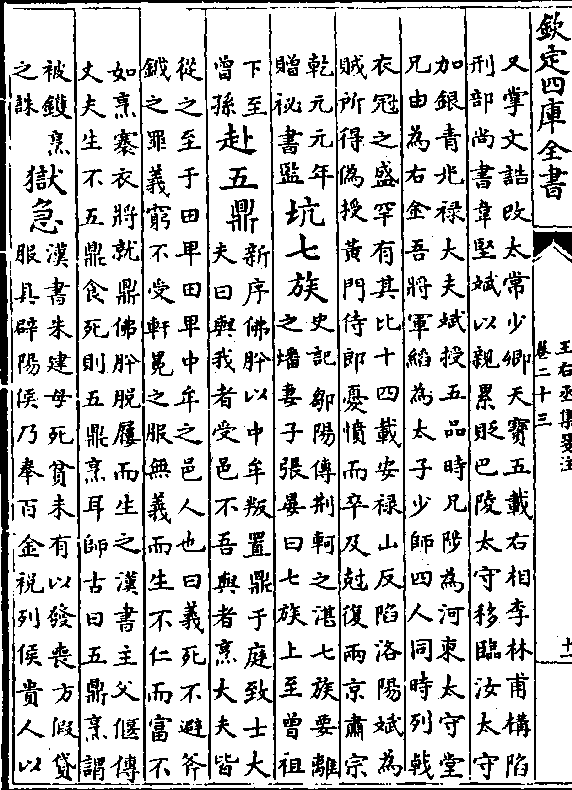 欽定四庫全書
王右丞集箋注
卷二十三
十一
又掌文誥改太常少卿天寶五載右相李林甫構陷
刑部尚書韋堅斌以親累貶巴陵太守移臨汝太守
加銀青光禄大夫斌授五品時兄陟為河東太守堂
兄由為右金吾將軍縚為太子少師四人同時列㦸
衣冠之盛罕有其比十四載安禄山反陷洛陽斌為
賊所得偽授黃門侍郎憂憤而卒及尅復兩京肅宗
乾元元年
贈祕書監
坑七族
史記鄒陽傳荆軻之湛七族要離
之燔妻子張晏曰七族上至曾祖
下至
曾孫
赴五鼎
新序佛肸以中牟叛置鼎于庭致士大
夫曰與我者受邑不吾與者烹大夫皆
從之至于田卑田卑中牟之邑人也曰義死不避斧
鉞之罪義窮不受軒冕之服無義而生不仁而富不
如烹褰衣將就鼎佛肸脫屨而生之漢書主父偃傳
丈夫生不五鼎食死則五鼎烹耳師古曰五鼎烹謂
被鑊烹
之誅
獄急
漢書朱建母死貧未有以發喪方假貸
服具辟陽侯乃奉百金祱列侯貴人以